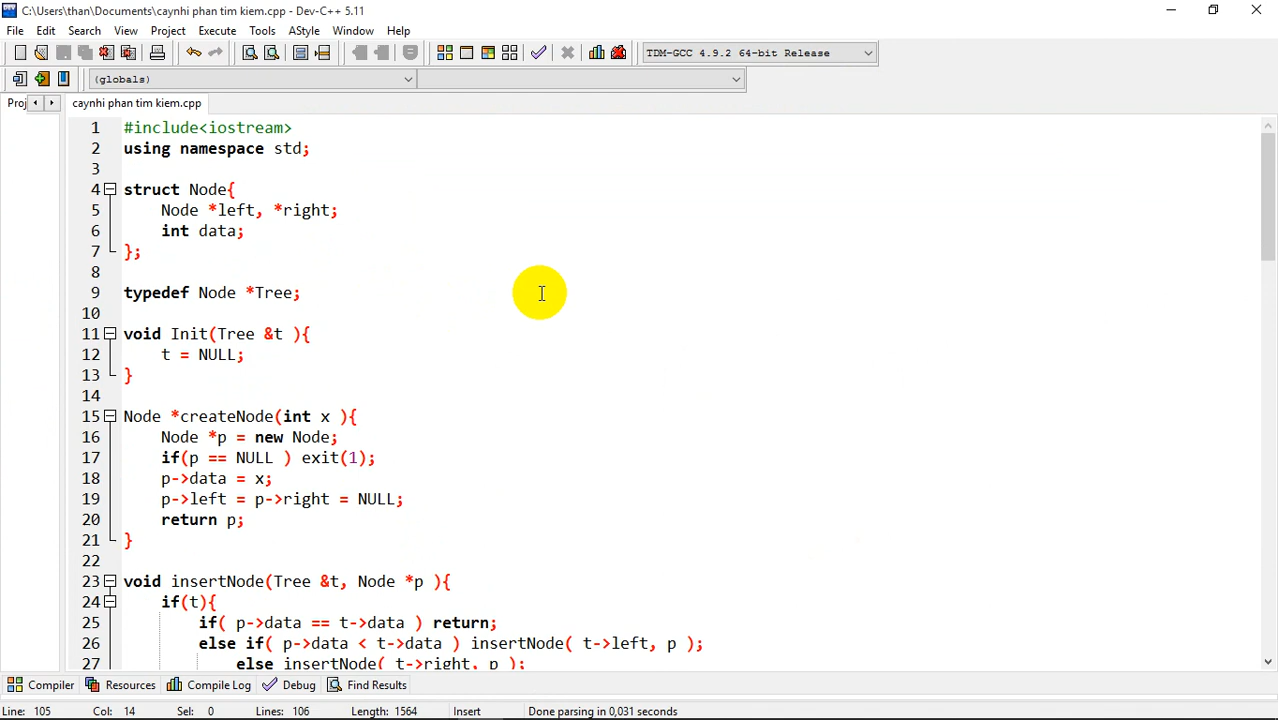 C:\Users\than\Documents\caynhi phan tim kiem.cpp - Dev-C++ 5.11
File Edit Search View Project Execute Tools AStyle Window Help
TDM-GCC 4.9.2 64-bit Release
(globals)
Proj caynhi phan tim kiem.cpp
1 #include<iostream>
2 using namespace std;
3
4 struct Node{
5 Node *left, *right;
6 int data;
7 };
8
9 typedef Node *Tree;
10
11 void Init(Tree &t ){
12 t = NULL;
13 }
14
15 Node *createNode(int x ){
16 Node *p = new Node;
17 if(p == NULL ) exit(1);
18 p->data = x;
19 p->left = p->right = NULL;
20 return p;
21 }
22
23 void insertNode(Tree &t, Node *p ){
24 if(t){
25 if( p->data == t->data ) return;
26 else if( p->data < t->data ) insertNode( t->left, p );
27 else insertNode( t->right, p );
Compiler Resources Compile Log Debug Find Results
Line: 105 Col: 14 Sel: 0 Lines: 106 Length: 1564 Insert Done parsing in 0,031 seconds